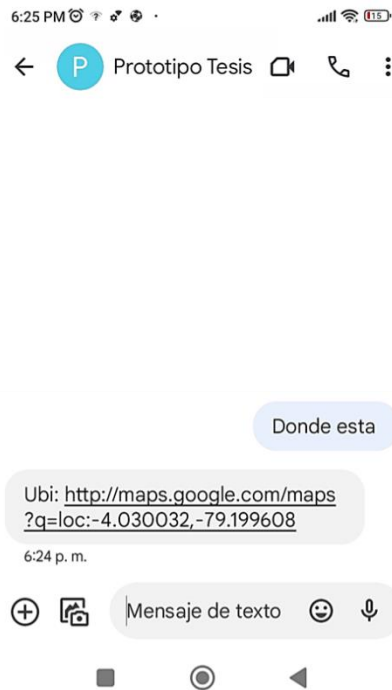 6:25 PM
15
P
Prototipo Tesis
Donde esta
Ubi: http://maps.google.com/maps
?q=loc:-4.030032,-79.199608
6:24 p. m.
Mensaje de texto